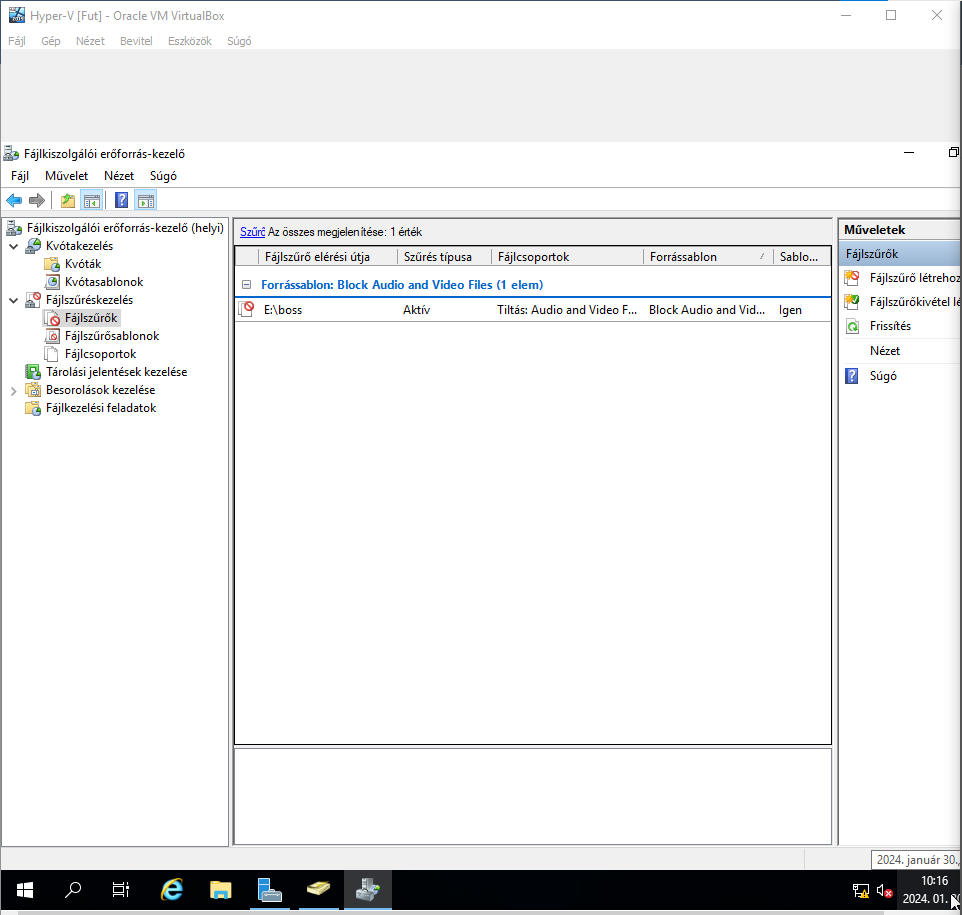 Hyper-V [Fut] - Oracle VM VirtualBox
Fájl Gép Nézet Bevitel Eszközök Súgó
Fájlkiszolgálói erőforrás-kezelő
Fájl Művelet Nézet Súgó
Fájlkiszolgálói erőforrás-kezelő (helyi)
Kvótakezelés
Kvóták
Kvótasablonok
Fájlszűréskezelés
Fájlszűrők
Fájlszűrősablonok
Fájlcsoportok
Tárolási jelentések kezelése
Besorolások kezelése
Fájlkezelési feladatok
Szűrő Az összes megjelenítése: 1 érték
Fájlszűrő elérési útja Szűrés típusa Fájlcsoportok Forrássablon Sablo...
Forrássablon: Block Audio and Video Files (1 elem)
E:\boss Aktív Tiltás: Audio and Video F... Block Audio and Vid... Igen
Műveletek
Fájlszűrők
Fájlszűrő létrehoz
Fájlszűrőkivétel lé
Frissítés
Nézet
Súgó
2024. január 30.,
10:16
2024. 01.